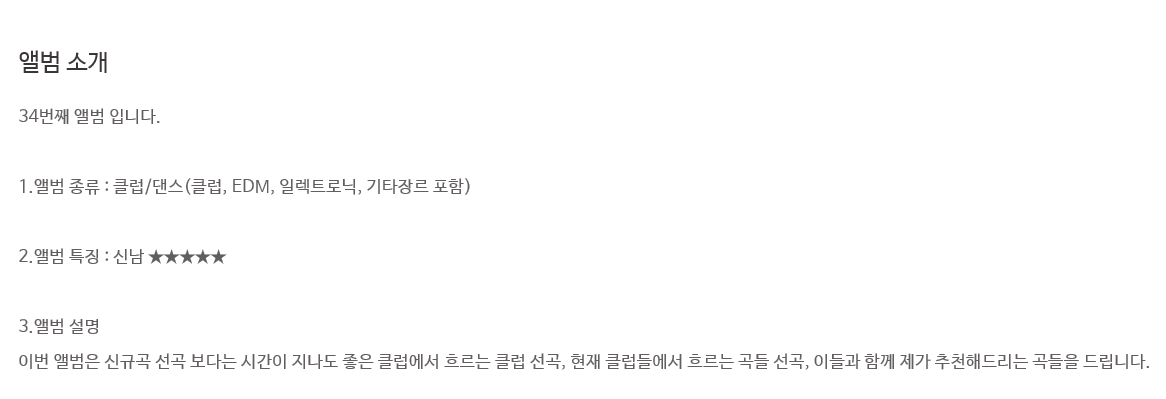 앨범 소개
34번째 앨범 입니다.
1.앨범 종류 : 클럽/댄스(클럽, EDM, 일렉트로닉, 기타장르 포함)
2.앨범 특징 : 신남 ★★★★★
3.앨범 설명
이번 앨범은 신규곡 선곡 보다는 시간이 지나도 좋은 클럽에서 흐르는 클럽 선곡, 현재 클럽들에서 흐르는 곡들 선곡, 이들과 함께 제가 추천해드리는 곡들을 드립니다.